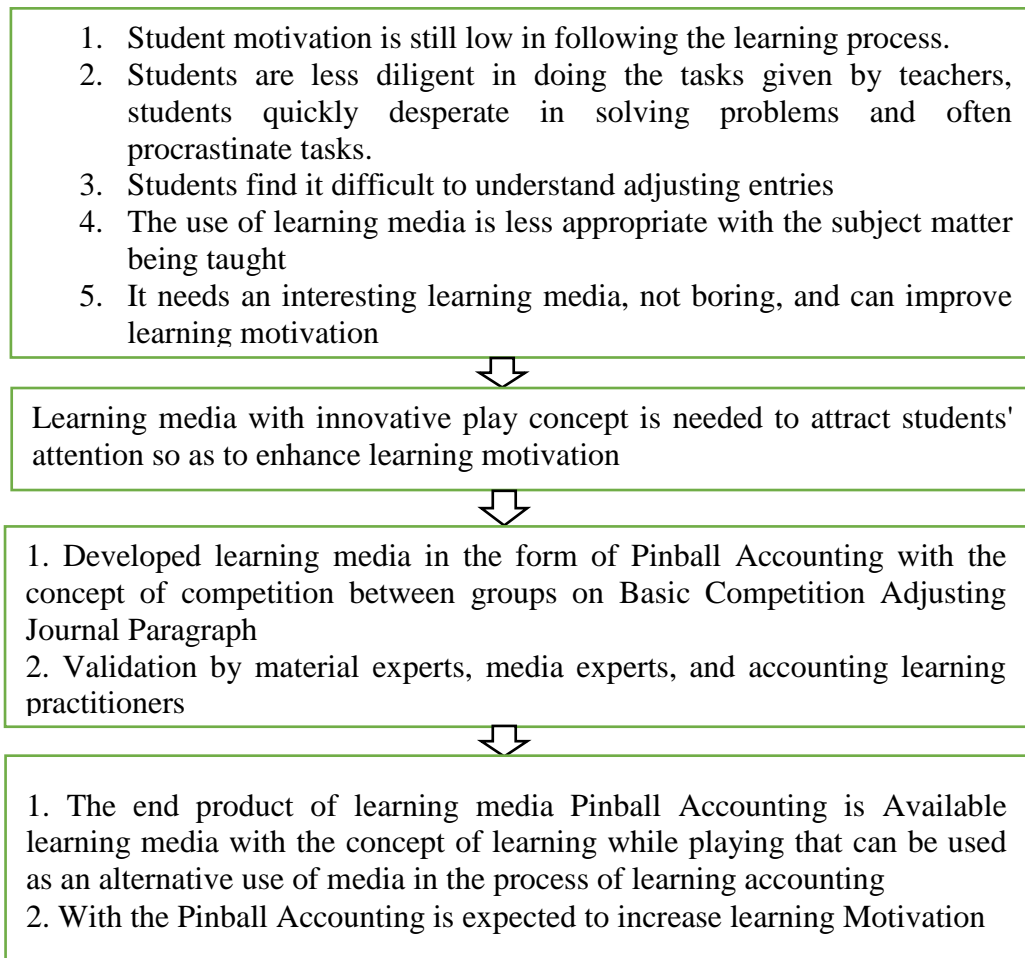 1. Student motivation is still low in following the learning process.
2. Students are less diligent in doing the tasks given by teachers,
students quickly desperate in solving problems and often
procrastinate tasks.
3. Students find it difficult to understand adjusting entries
4. The use of learning media is less appropriate with the subject matter
being taught
5. It needs an interesting learning media, not boring, and can improve
learning motivation
Learning media with innovative play concept is needed to attract students'
attention so as to enhance learning motivation
1. Developed learning media in the form of Pinball Accounting with the
concept of competition between groups on Basic Competition Adjusting
Journal Paragraph
2. Validation by material experts, media experts, and accounting learning
practitioners
1. The end product of learning media Pinball Accounting is Available
learning media with the concept of learning while playing that can be used
as an alternative use of media in the process of learning accounting
2. With the Pinball Accounting is expected to increase learning Motivation